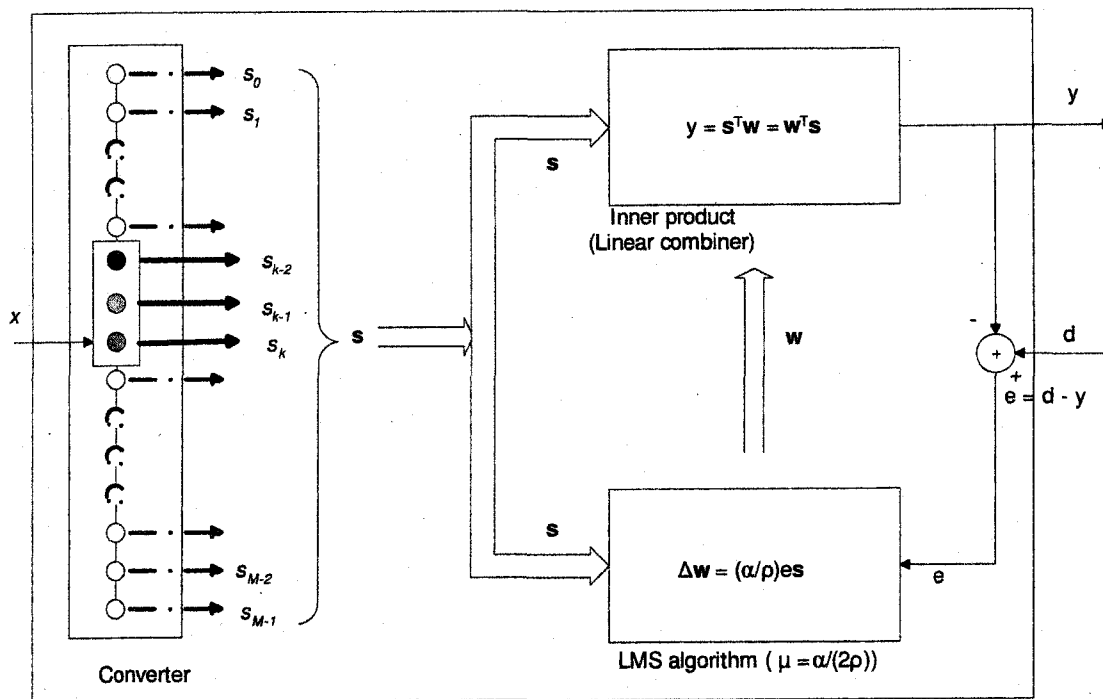 s0
s1
sk-2
sk-1
sk
sM-2
sM-1
x
Converter
s
s
s
y = sᵀw = wᵀs
Inner product
(Linear combiner)
w
Δw = (α/ρ)es
LMS algorithm ( μ = α/(2ρ))
y
-
+
d
+
e = d - y
e